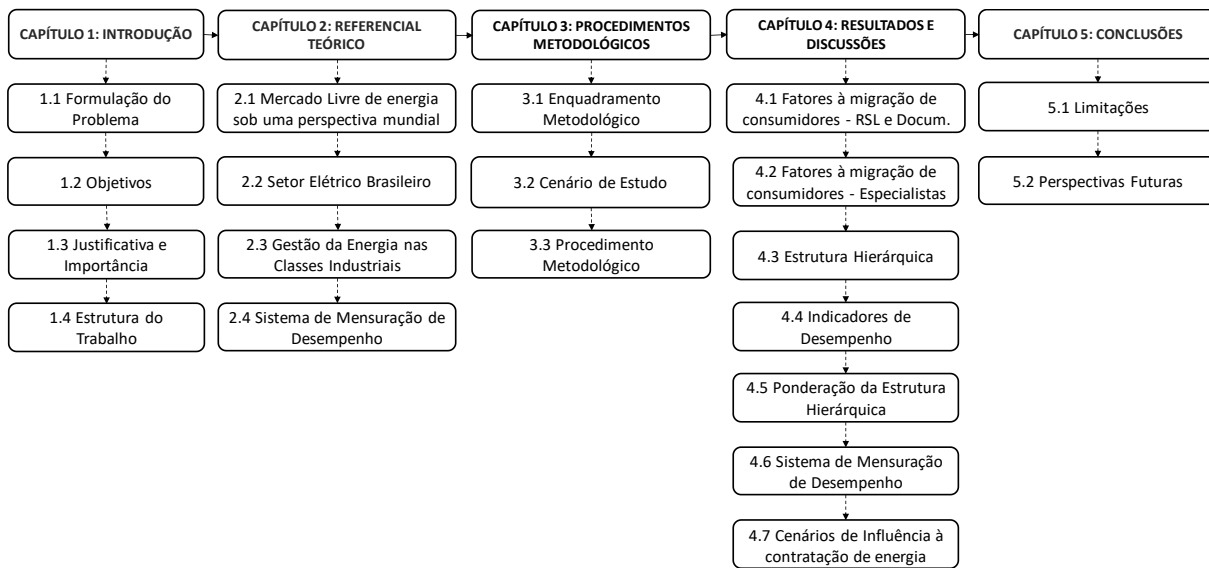 CAPÍTULO 1: INTRODUÇÃO
1.1 Formulação do
Problema
1.2 Objetivos
1.3 Justificativa e
Importância
1.4 Estrutura do
Trabalho
CAPÍTULO 2: REFERENCIAL
TEÓRICO
2.1 Mercado Livre de energia
sob uma perspectiva mundial
2.2 Setor Elétrico Brasileiro
2.3 Gestão da Energia nas
Classes Industriais
2.4 Sistema de Mensuração de
Desempenho
CAPÍTULO 3: PROCEDIMENTOS
METODOLÓGICOS
3.1 Enquadramento
Metodológico
3.2 Cenário de Estudo
3.3 Procedimento
Metodológico
CAPÍTULO 4: RESULTADOS E
DISCUSSÕES
4.1 Fatores à migração de
consumidores - RSL e Docum.
4.2 Fatores à migração de
consumidores - Especialistas
4.3 Estrutura Hierárquica
4.4 Indicadores de
Desempenho
4.5 Ponderação da Estrutura
Hierárquica
4.6 Sistema de Mensuração
de Desempenho
4.7 Cenários de Influência à
contratação de energia
CAPÍTULO 5: CONCLUSÕES
5.1 Limitações
5.2 Perspectivas Futuras